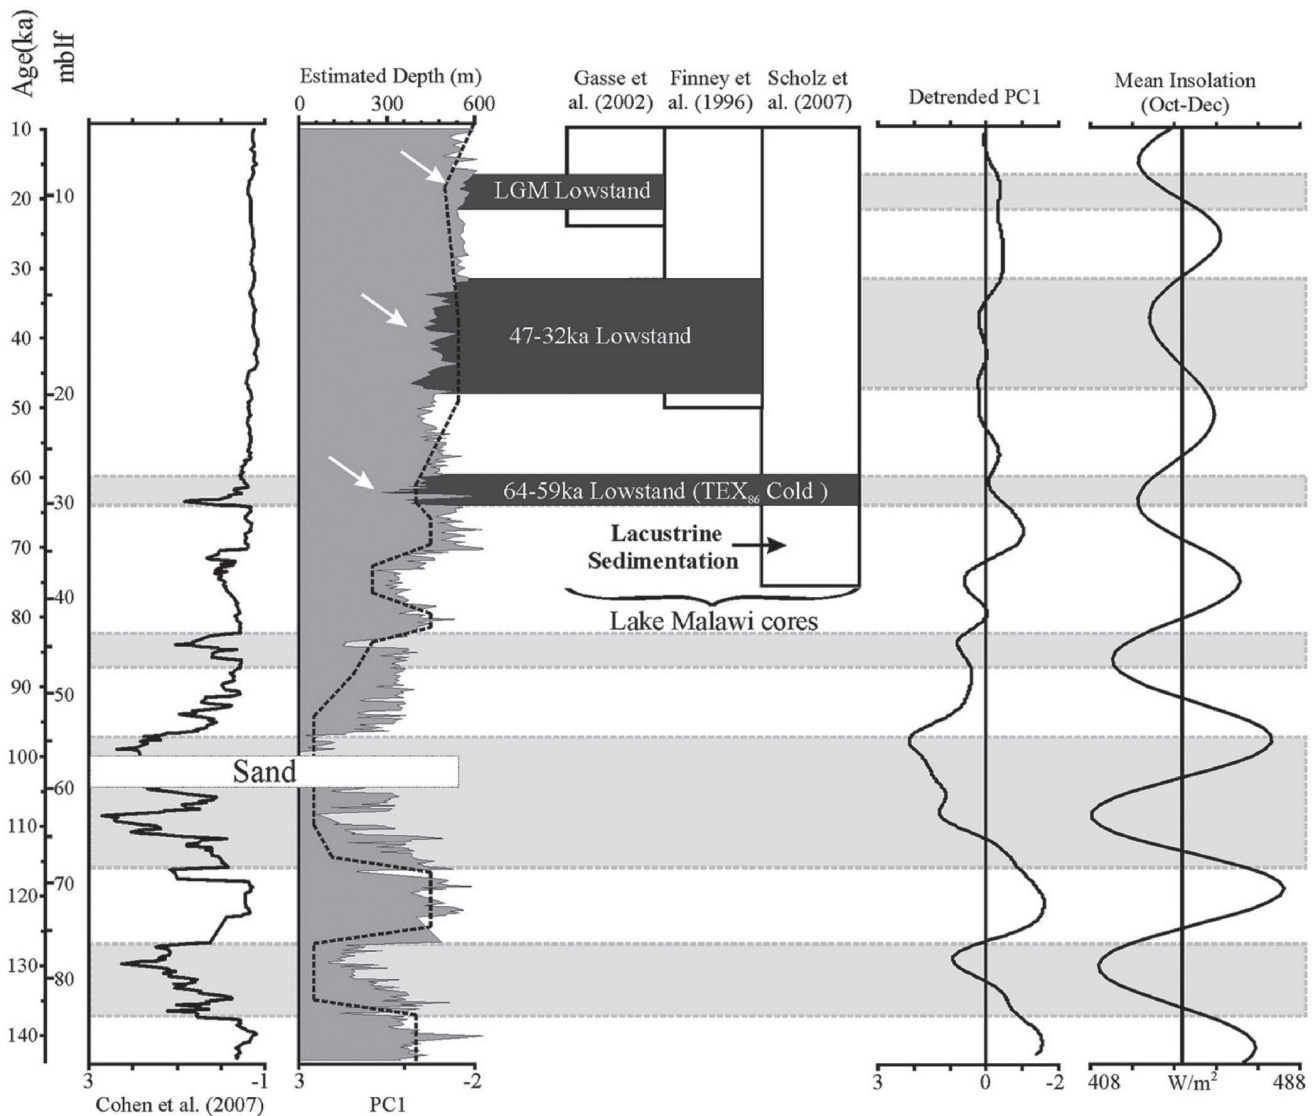 Age(ka)
mblf
Estimated Depth (m)
0 300 600
Gasse et
al. (2002)
Finney et
al. (1996)
Scholz et
al. (2007)
Detrended PC1
Mean Insolation
(Oct-Dec)
10
20
30
40
50
60
70
80
90
100
110
120
130
140
10
20
30
40
50
60
70
80
LGM Lowstand
47-32ka Lowstand
64-59ka Lowstand (TEX₈₆ Cold )
Lacustrine
Sedimentation
Lake Malawi cores
Sand
3 -1
Cohen et al. (2007)
3 -2
PC1
3 0 -2
408 W/m² 488